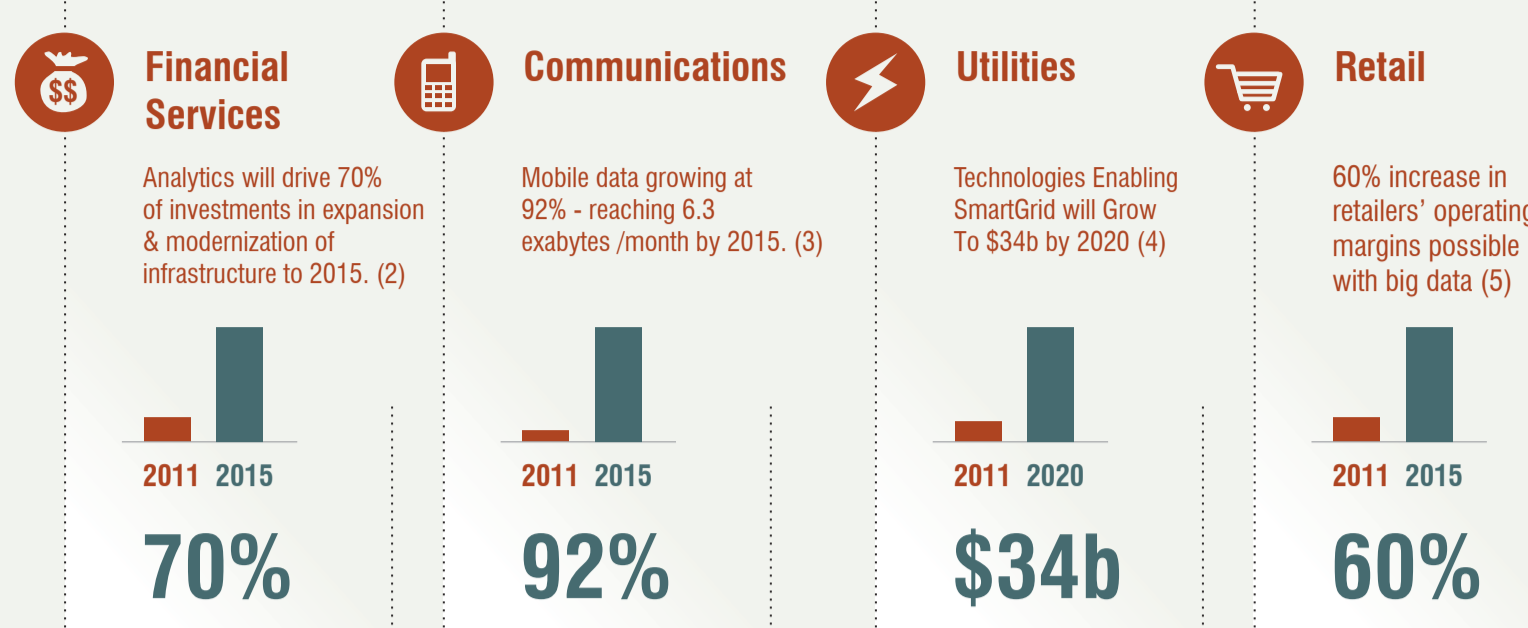 $$
Financial
Services
Analytics will drive 70%
of investments in expansion
& modernization of
infrastructure to 2015. (2)
2011 2015
70%
Communications
Mobile data growing at
92% - reaching 6.3
exabytes /month by 2015. (3)
2011 2015
92%
Utilities
Technologies Enabling
SmartGrid will Grow
To $34b by 2020 (4)
2011 2020
$34b
Retail
60% increase in
retailers’ operating
margins possible
with big data (5)
2011 2015
60%